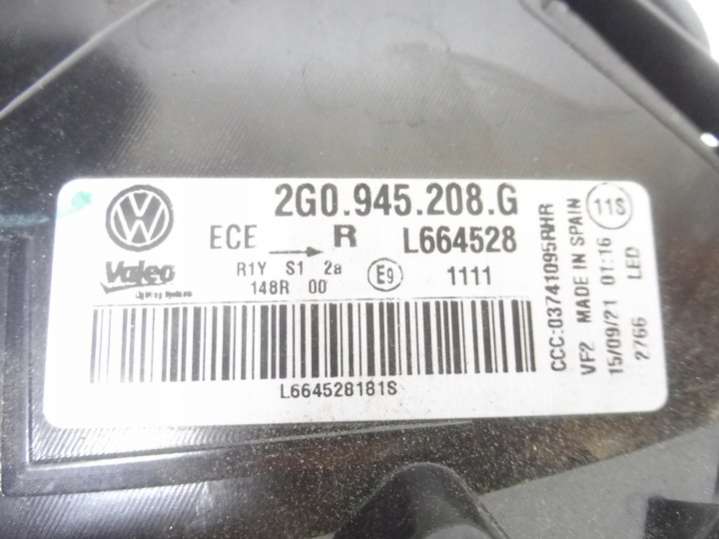 2G0.945.208.G
ECE R L664528
Valeo
R1Y S1 2a
148R 00
E9
1111
L664528181S
CCC:03741095RHR
VF2 MADE IN SPAIN
15/09/21 01:16
2766 LED
11S
VW